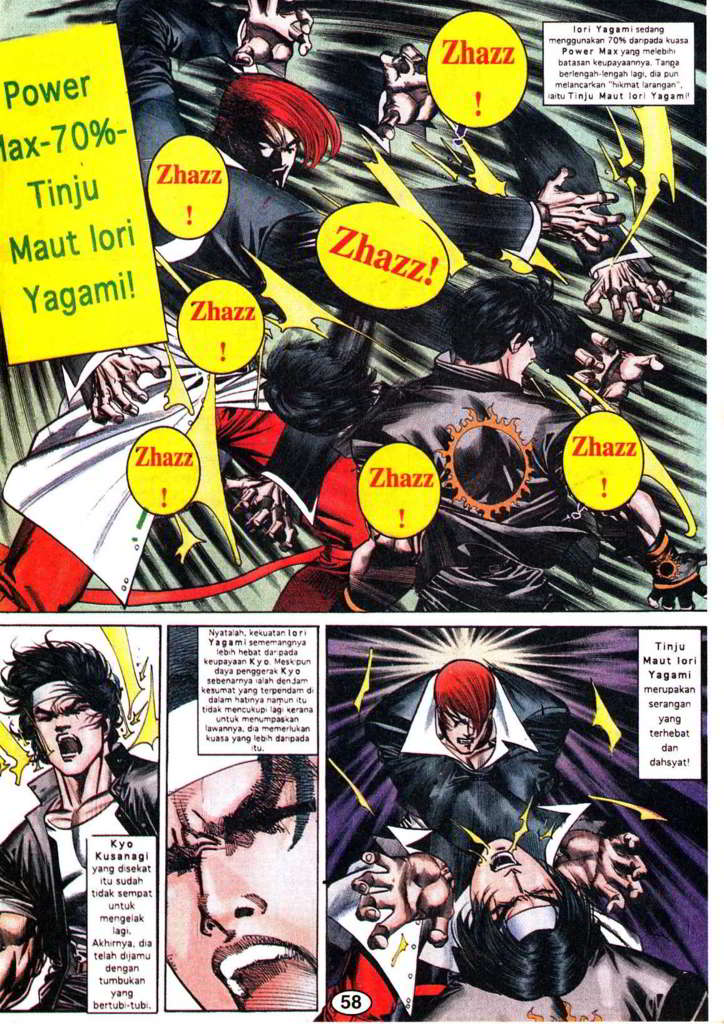 Power
Max-70%-
Tinju
Maut Iori
Yagami!
Zhazz
!
Iori Yagami sedang
menggunakan 70% daripada kuasa
Power Max yang melebihi
batasan keupayaannya. Tanpa
berlengah-lengah lagi, dia pun
melancarkan "hikmat larangan",
iaitu Tinju Maut Iori Yagami!
Zhazz
!
Zhazz!
Zhazz
!
Zhazz
!
Zhazz
!
Zhazz
!
Kyo
Kusanagi
yang disekat
itu sudah
tidak sempat
untuk
mengelak
lagi.
Akhirnya, dia
telah dijamu
dengan
tumbukan
yang
bertubi-tubi.
Nyatalah, kekuatan Iori
Yagami sememangnya
lebih hebat daripada
keupayaan Kyo. Meskipun
daya penggerak Kyo
sebenarnya ialah dendam
kesumat yang terpendam di
dalam hatinya namun itu
tidak mencukupi lagi kerana
untuk menumpaskan
lawannya, dia memerlukan
kuasa yang lebih daripada
itu.
Tinju
Maut Iori
Yagami
merupakan
serangan
yang
terhebat
dan
dahsyat!
58